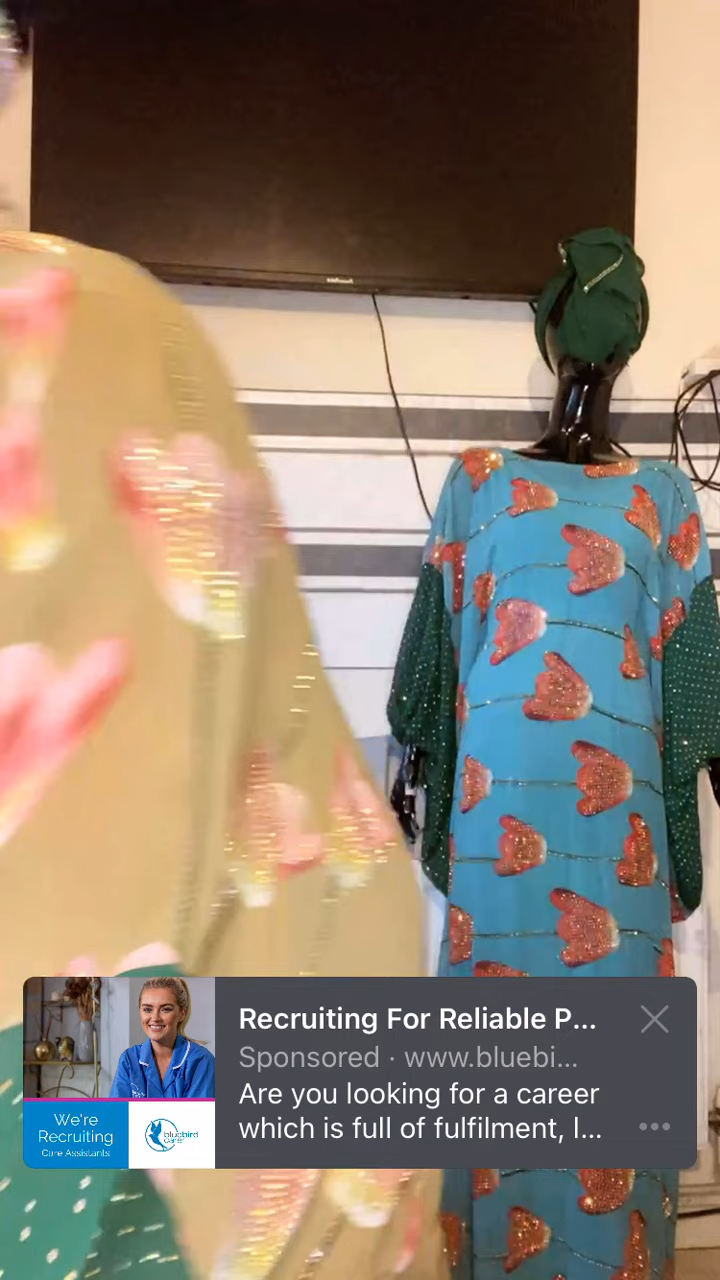 Recruiting For Reliable P...
Sponsored · www.bluebi...
Are you looking for a career
which is full of fulfilment, l...
We're
Recruiting
Care Assistants
bluebird
care